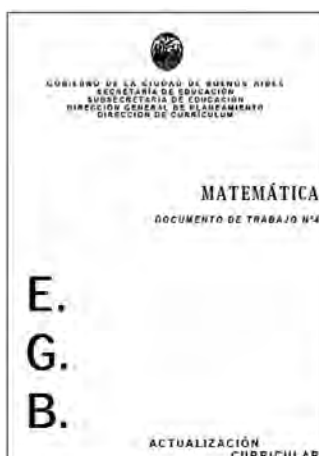 GOBIERNO DE LA CIUDAD DE BUENOS AIRES
SECRETARÍA DE EDUCACIÓN
SUBSECRETARÍA DE EDUCACIÓN
DIRECCIÓN GENERAL DE PLANEAMIENTO
DIRECCIÓN DE CURRÍCULUM
MATEMÁTICA
DOCUMENTO DE TRABAJO Nº4
E.
G.
B.
ACTUALIZACIÓN
CURRICULAR